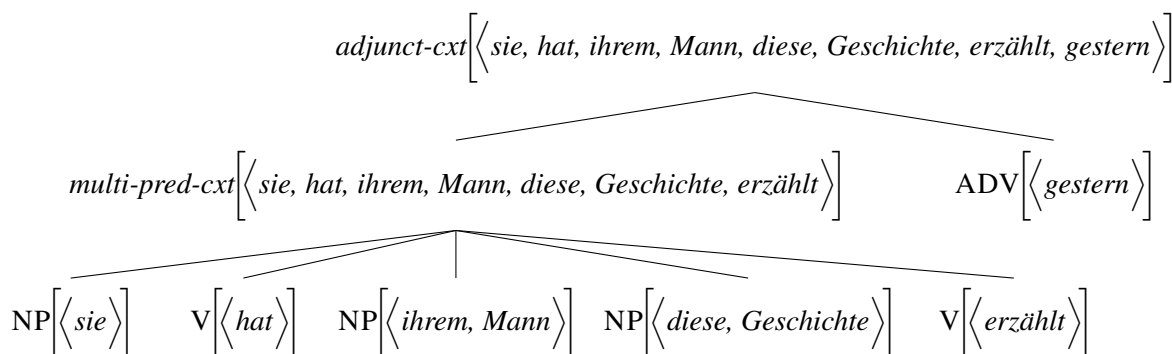 adjunct-cxt[⟨sie, hat, ihrem, Mann, diese, Geschichte, erzählt, gestern⟩]
multi-pred-cxt[⟨sie, hat, ihrem, Mann, diese, Geschichte, erzählt⟩] ADV[⟨gestern⟩]
NP[⟨sie⟩] V[⟨hat⟩] NP[⟨ihrem, Mann⟩] NP[⟨diese, Geschichte⟩] V[⟨erzählt⟩]